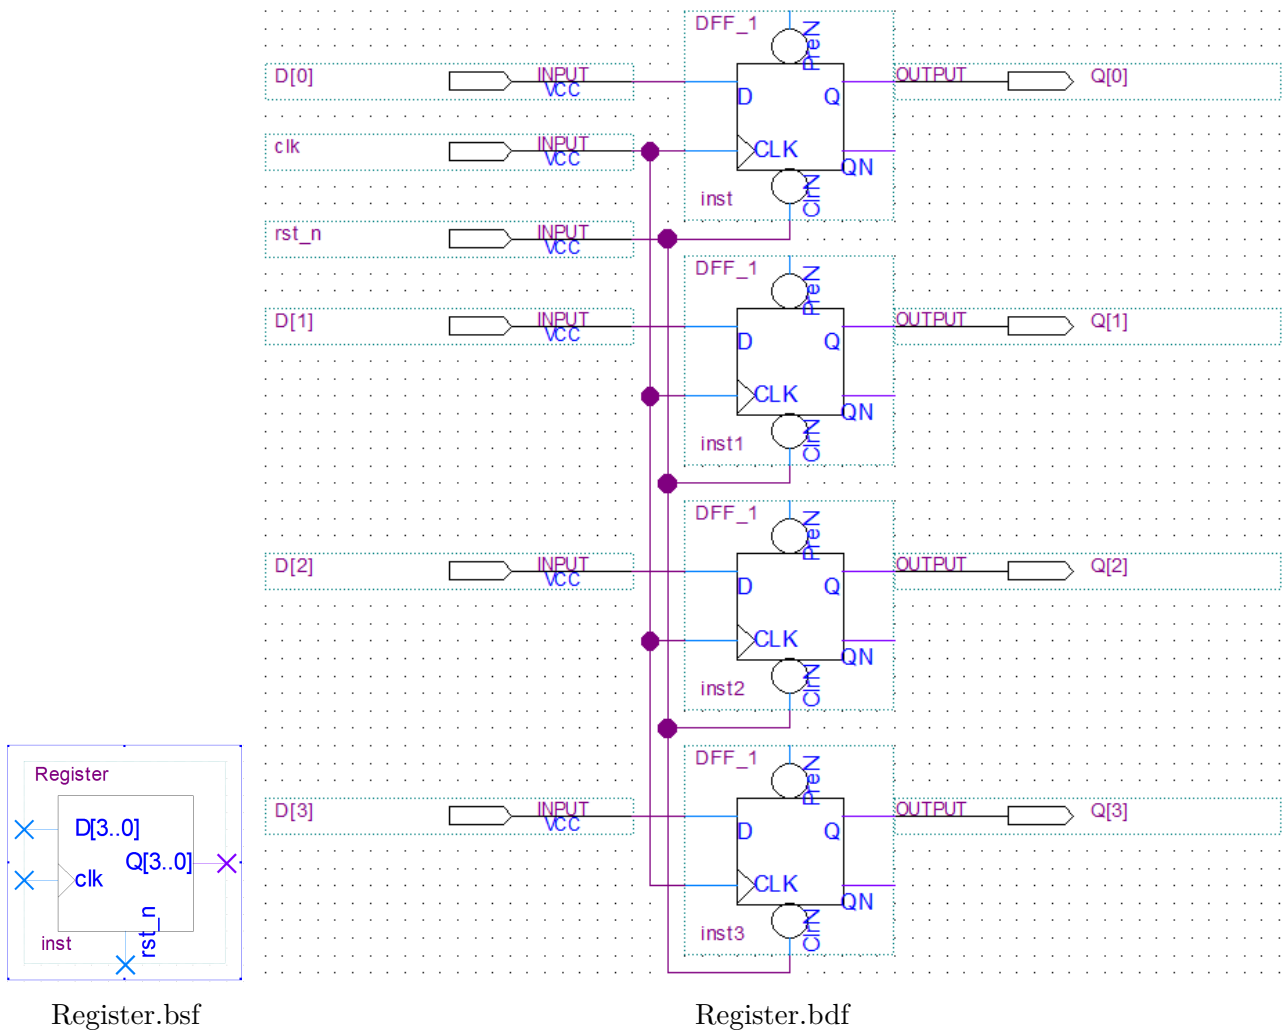 DFF_1
PreN
D[0]
INPUT
VCC
D
Q
OUTPUT
Q[0]
clk
INPUT
VCC
CLK
QN
inst
ClrN
rst_n
INPUT
VCC
DFF_1
PreN
D[1]
INPUT
VCC
D
Q
OUTPUT
Q[1]
CLK
QN
inst1
ClrN
DFF_1
PreN
D[2]
INPUT
VCC
D
Q
OUTPUT
Q[2]
CLK
QN
inst2
ClrN
DFF_1
PreN
D[3]
INPUT
VCC
D
Q
OUTPUT
Q[3]
CLK
QN
inst3
ClrN
Register
D[3..0]
Q[3..0]
clk
rst_n
inst
Register.bsf
Register.bdf